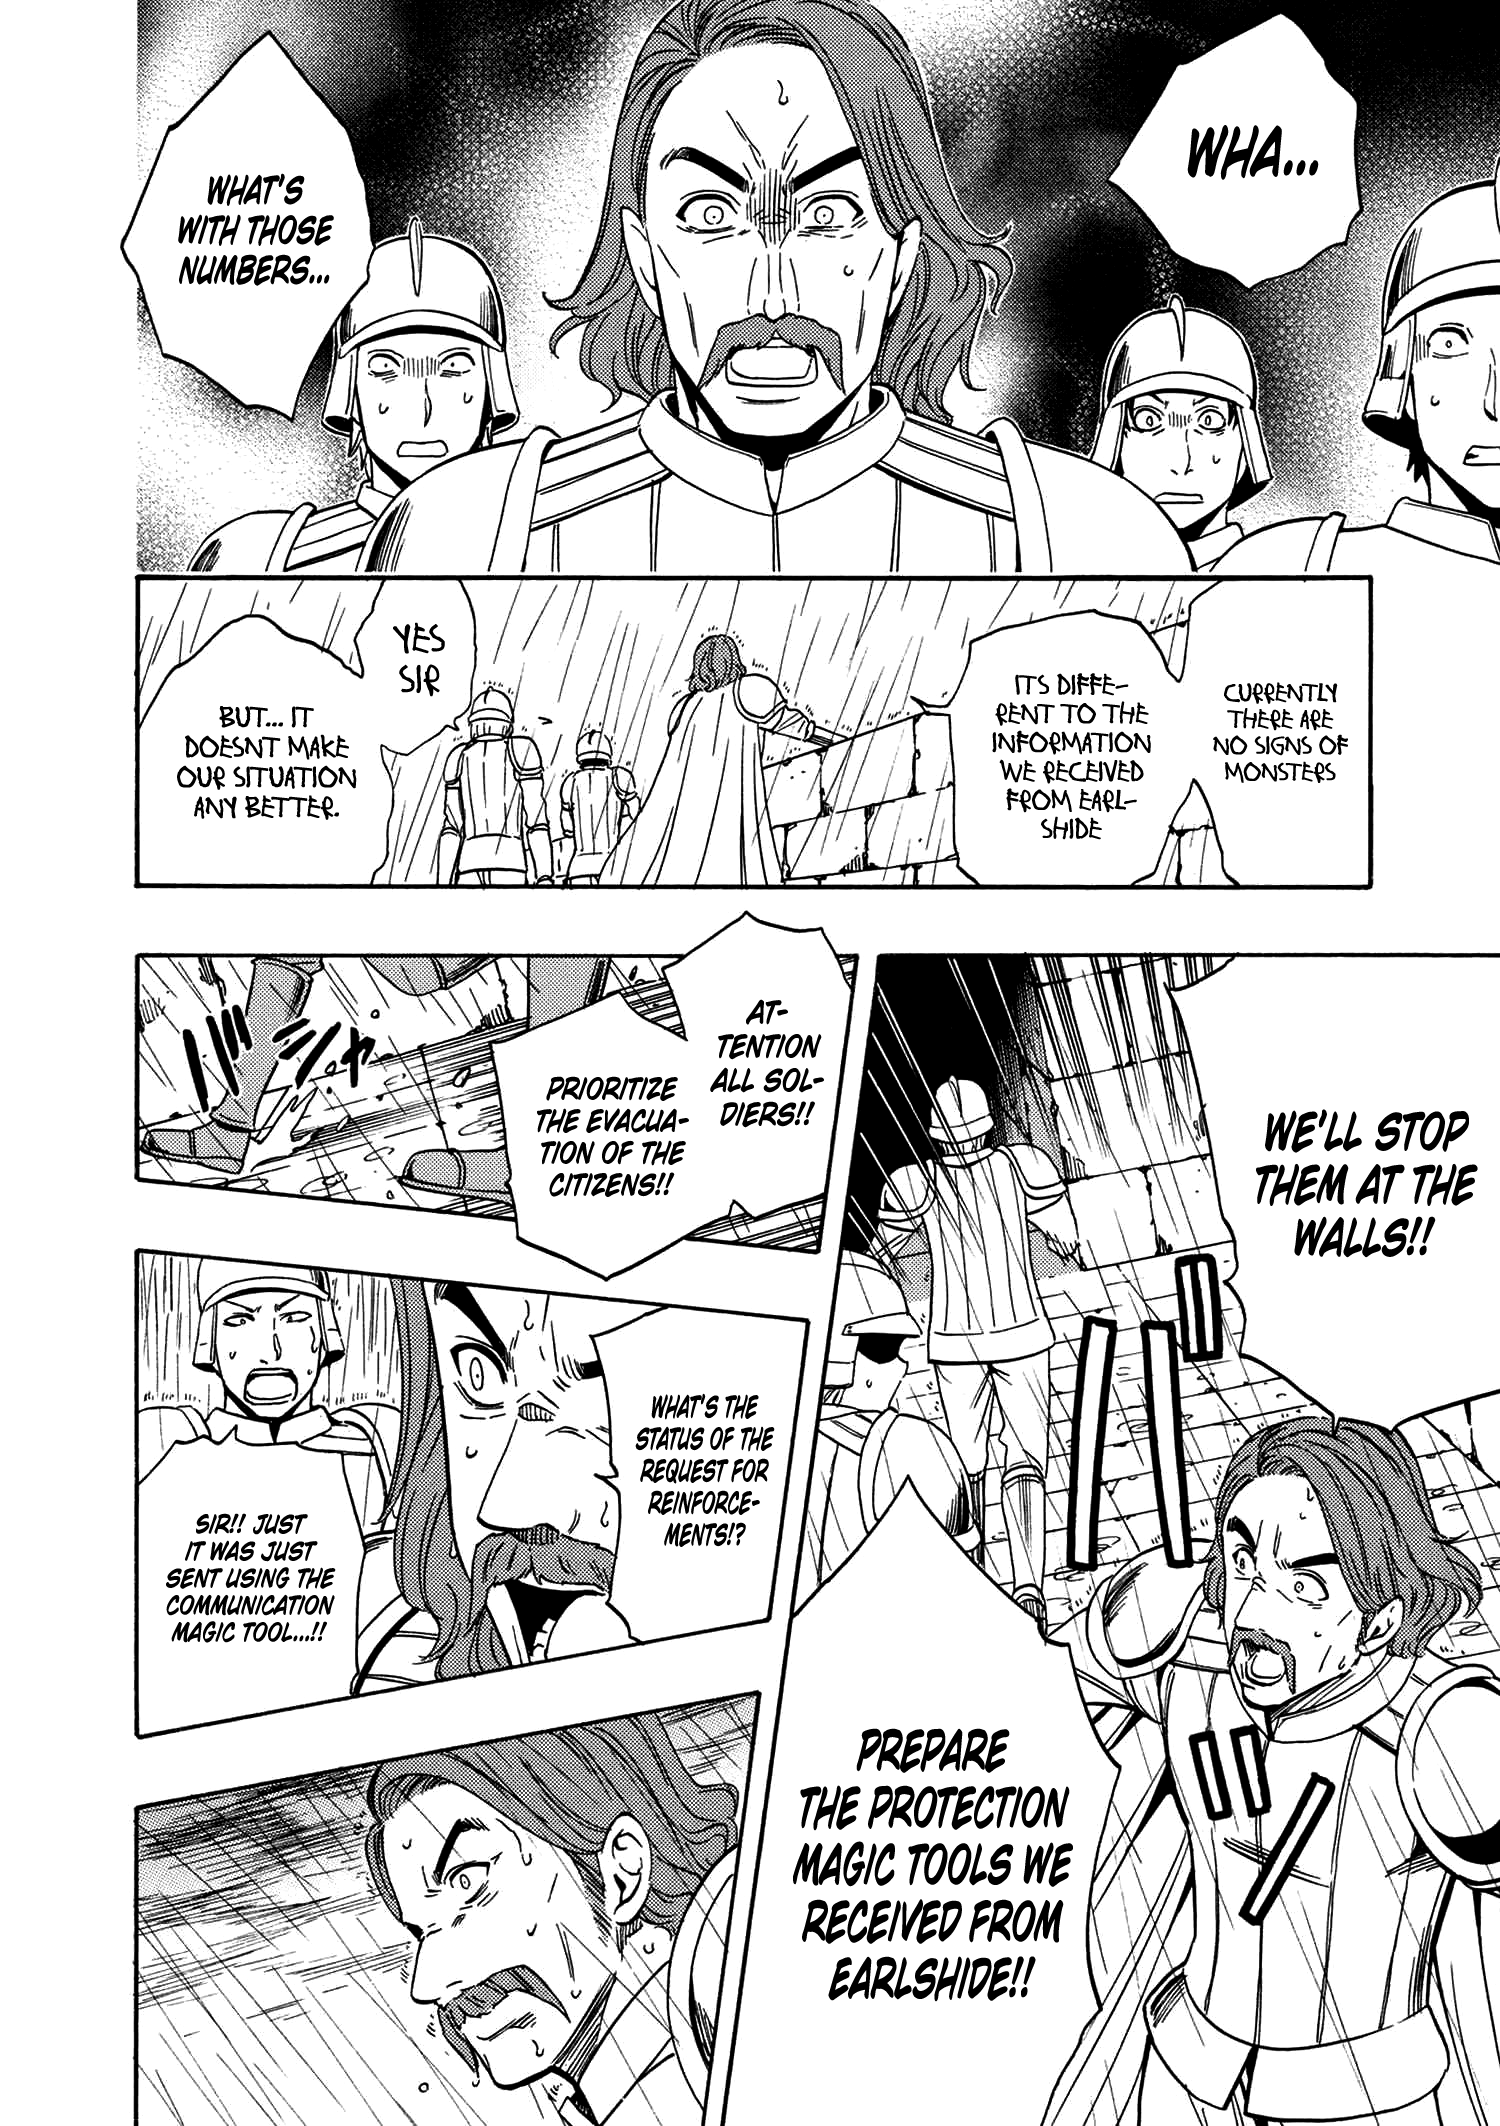 WHA...
WHAT'S
WITH THOSE
NUMBERS...
CURRENTLY
THERE ARE
NO SIGNS OF
MONSTERS
ITS DIFFE-
RENT TO THE
INFORMATION
WE RECEIVED
FROM EARL-
SHIDE
YES
SIR
BUT... IT
DOESNT MAKE
OUR SITUATION
ANY BETTER.
WE'LL STOP
THEM AT THE
WALLS!!
PREPARE
THE PROTECTION
MAGIC TOOLS WE
RECEIVED FROM
EARLSHIDE!!
AT-
TENTION
ALL SOL-
DIERS!!
PRIORITIZE
THE EVACUA-
TION OF THE
CITIZENS!!
バシャ
WHAT'S THE
STATUS OF THE
REQUEST FOR
REINFORCE-
MENTS!?
SIR!! JUST
IT WAS JUST
SENT USING THE
COMMUNICATION
MAGIC TOOL...!!